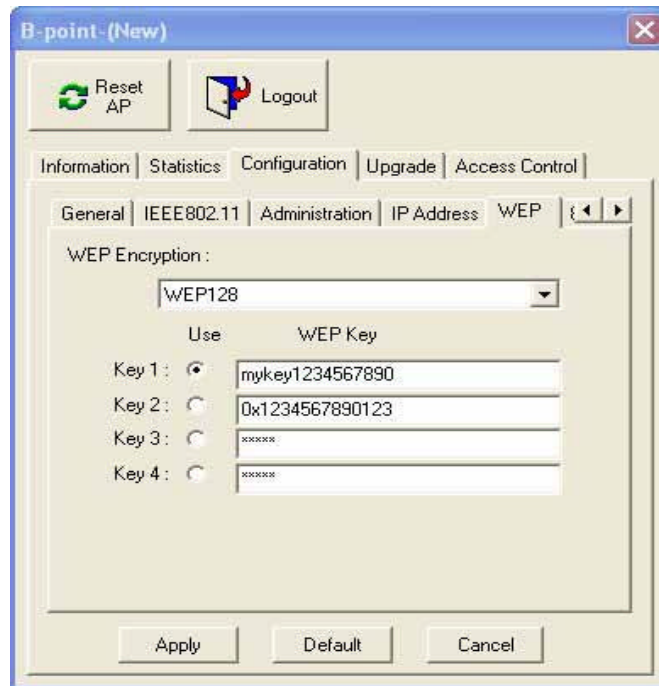 B-point-(New)
Reset AP
Logout
Information Statistics Configuration Upgrade Access Control
General IEEE802.11 Administration IP Address WEP
WEP Encryption :
WEP128
Use WEP Key
Key 1 : mykey1234567890
Key 2 : 0x1234567890123
Key 3 : *****
Key 4 : *****
Apply Default Cancel